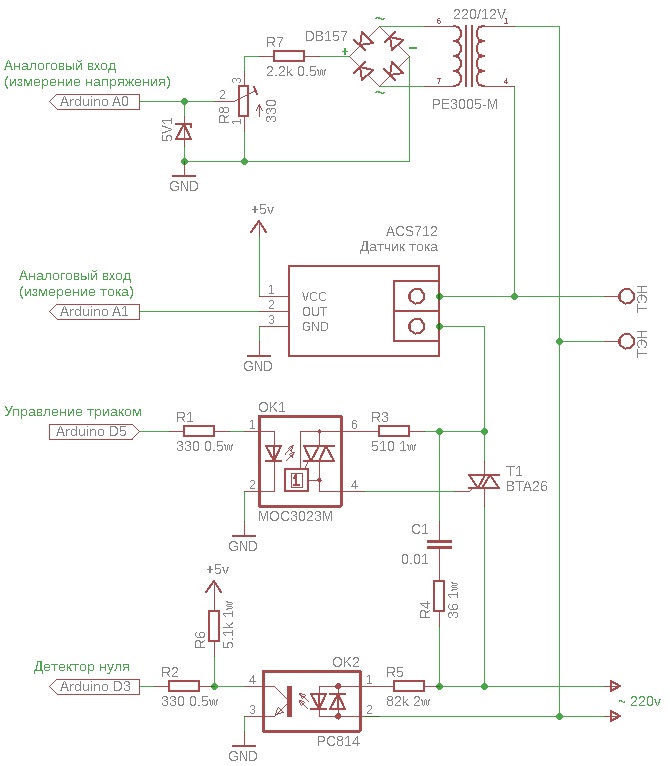 220/12V
DB157
~
6
1
+
−
7
4
~
PE3005-M
R7
2.2k 0.5w
Аналоговый вход
(измерение напряжения)
Arduino A0
2
3
1
R8
330
5V1
GND
+5v
ACS712
Датчик тока
Аналоговый вход
(измерение тока)
Arduino A1
1
2
3
VCC
OUT
GND
GND
ТЭН
ТЭН
Управление триаком
Arduino D5
R1
330 0.5w
OK1
1
2
6
4
1
MOC3023M
GND
R3
510 1w
T1
BTA26
C1
0.01
R4
36 1w
+5v
R6
5.1k 1w
Детектор нуля
Arduino D3
R2
330 0.5w
OK2
4
3
1
2
PC814
GND
R5
82k 2w
~ 220v